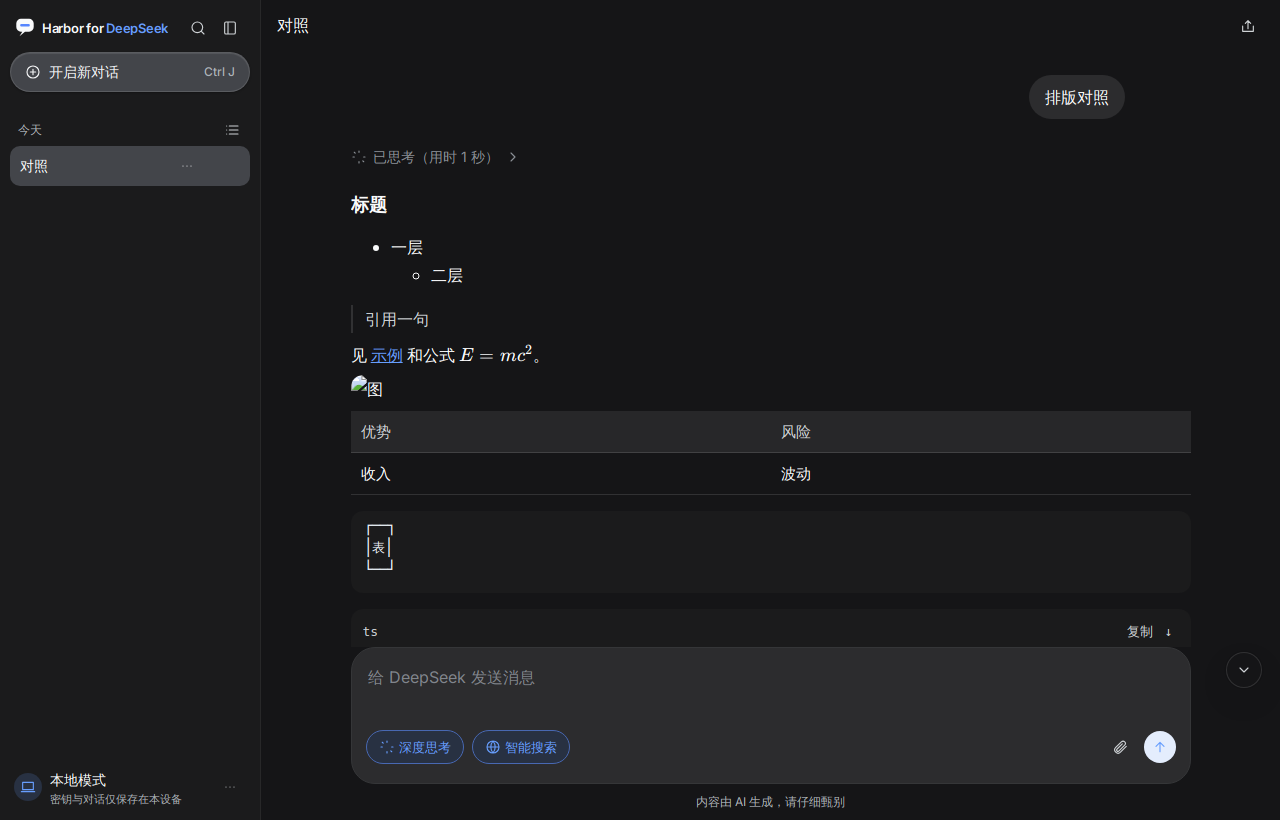 Harbor for DeepSeek
开启新对话 Ctrl J
今天
对照
本地模式
密钥与对话仅保存在本设备
对照
排版对照
已思考（用时 1 秒）
标题
一层
二层
引用一句
见 示例 和公式 E = mc²。
图
优势 风险
收入 波动
┌──┐
│表│
└──┘
ts 复制 ↓
给 DeepSeek 发送消息
深度思考 智能搜索
内容由 AI 生成，请仔细甄别